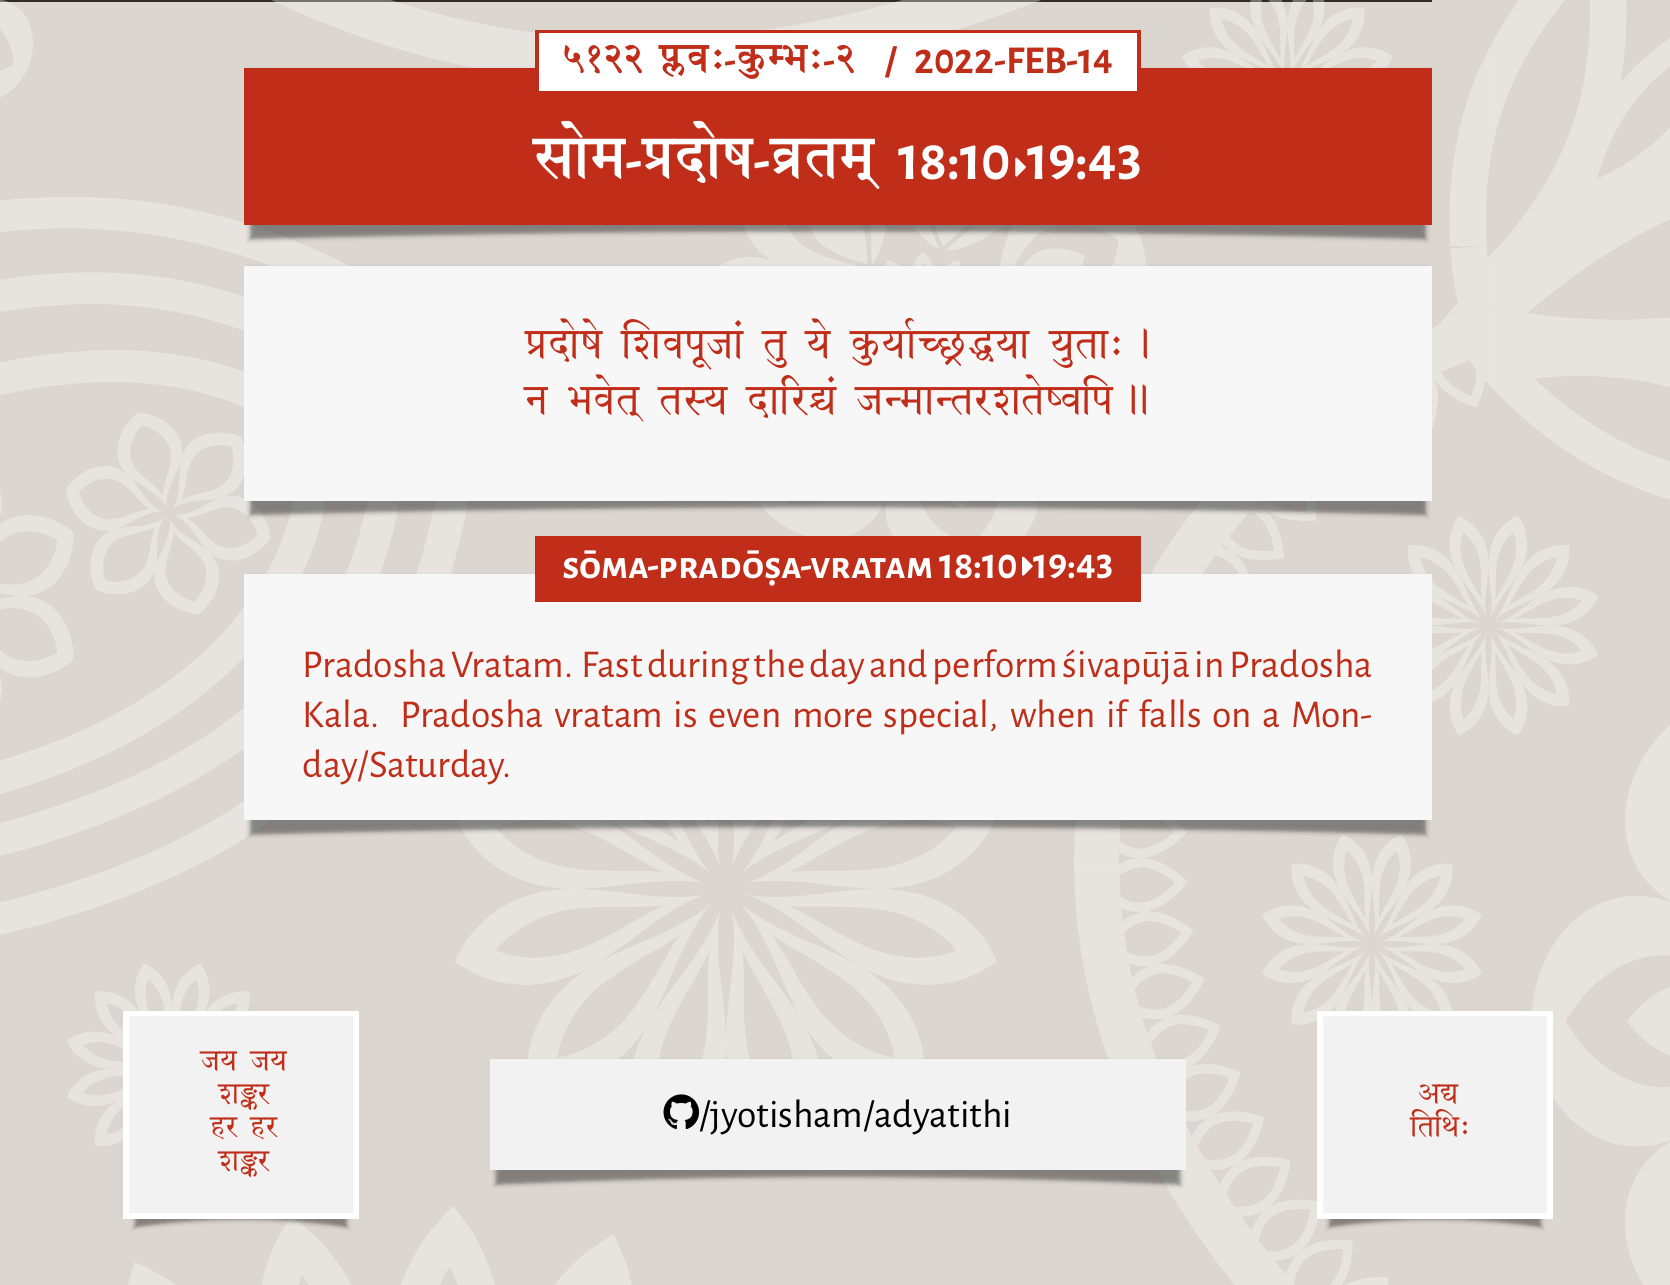 ५१२२ प्लवः-कुम्भः-२ / 2022-FEB-14
सोम-प्रदोष-व्रतम् 18:10▸19:43
प्रदोषे शिवपूजां तु ये कुर्याच्छ्रद्धया युताः ।
न भवेत् तस्य दारिद्र्यं जन्मान्तरशतेष्वपि ॥
SŌMA-PRADŌṢA-VRATAM 18:10▸19:43
Pradosha Vratam. Fast during the day and perform śivapūjā in Pradosha
Kala. Pradosha vratam is even more special, when if falls on a Mon-
day/Saturday.
जय जय
शङ्कर
हर हर
शङ्कर
/jyotisham/adyatithi
अद्य
तिथिः